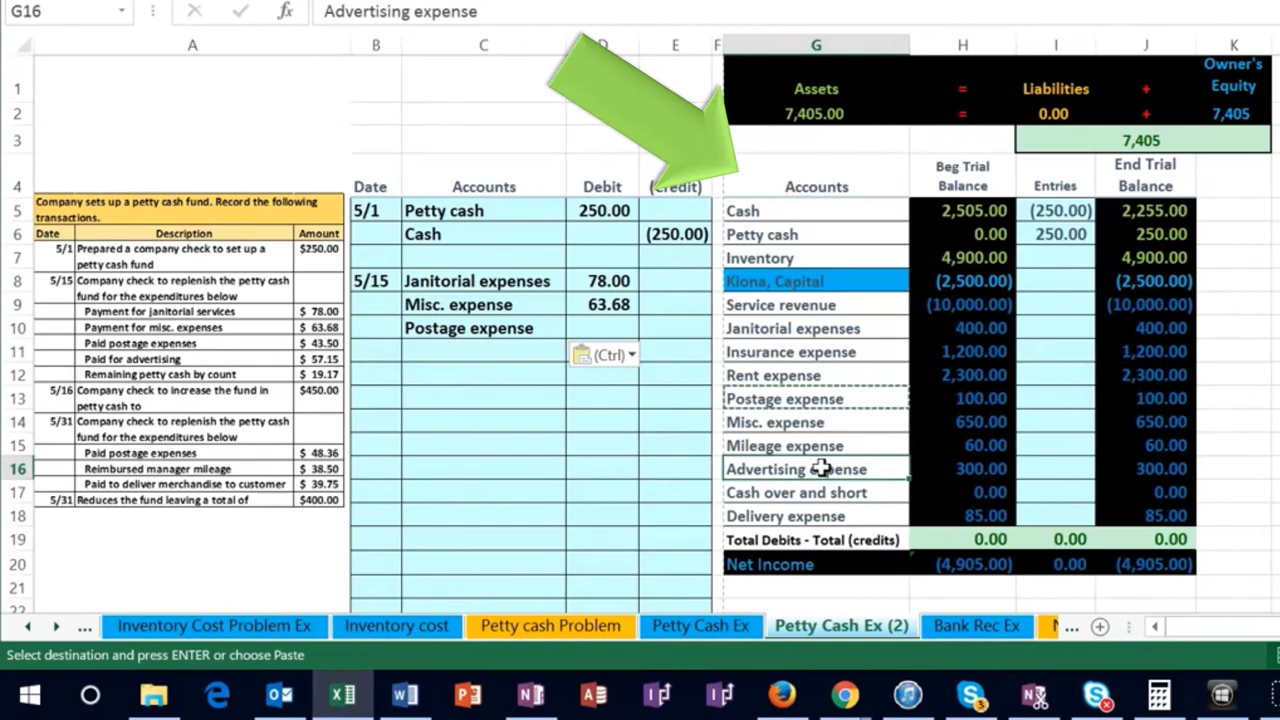 G16 fx Advertising expense
A B C D E F G H I J K
1 Assets = Liabilities + Owner's Equity
2 7,405.00 = 0.00 + 7,405
3 7,405
4 Date Accounts Debit (Credit) Accounts Beg Trial Balance Entries End Trial Balance
Company sets up a petty cash fund. Record the following
transactions.
Date Description Amount
5/1 Prepared a company check to set up a $250.00
petty cash fund
5/15 Company check to replenish the petty
cash fund for the expenditures below
Payment for janitorial services $ 78.00
Payment for misc. expenses $ 63.68
Paid postage expenses $ 43.50
Paid for advertising $ 57.15
Remaining petty cash by count $ 19.17
5/16 Company check to increase the fund in $450.00
petty cash to
5/31 Company check to replenish the petty
cash fund for the expenditures below
Paid postage expenses $ 48.36
Reimbursed manager mileage $ 38.50
Paid to deliver merchandise to customer $ 39.75
5/31 Reduces the fund leaving a total of $400.00
5 5/1 Petty cash 250.00 Cash 2,505.00 (250.00) 2,255.00
6 Cash (250.00) Petty cash 0.00 250.00 250.00
7 Inventory 4,900.00 4,900.00
8 5/15 Janitorial expenses 78.00 Kiona, Capital (2,500.00) (2,500.00)
9 Misc. expense 63.68 Service revenue (10,000.00) (10,000.00)
10 Postage expense Janitorial expenses 400.00 400.00
11 (Ctrl) Insurance expense 1,200.00 1,200.00
12 Rent expense 2,300.00 2,300.00
13 Postage expense 100.00 100.00
14 Misc. expense 650.00 650.00
15 Mileage expense 60.00 60.00
16 Advertising expense 300.00 300.00
17 Cash over and short 0.00 0.00
18 Delivery expense 85.00 85.00
19 Total Debits - Total (credits) 0.00 0.00 0.00
20 Net Income (4,905.00) 0.00 (4,905.00)
21
22
... Inventory Cost Problem Ex Inventory cost Petty cash Problem Petty Cash Ex Petty Cash Ex (2) Bank Rec Ex ...
Select destination and press ENTER or choose Paste